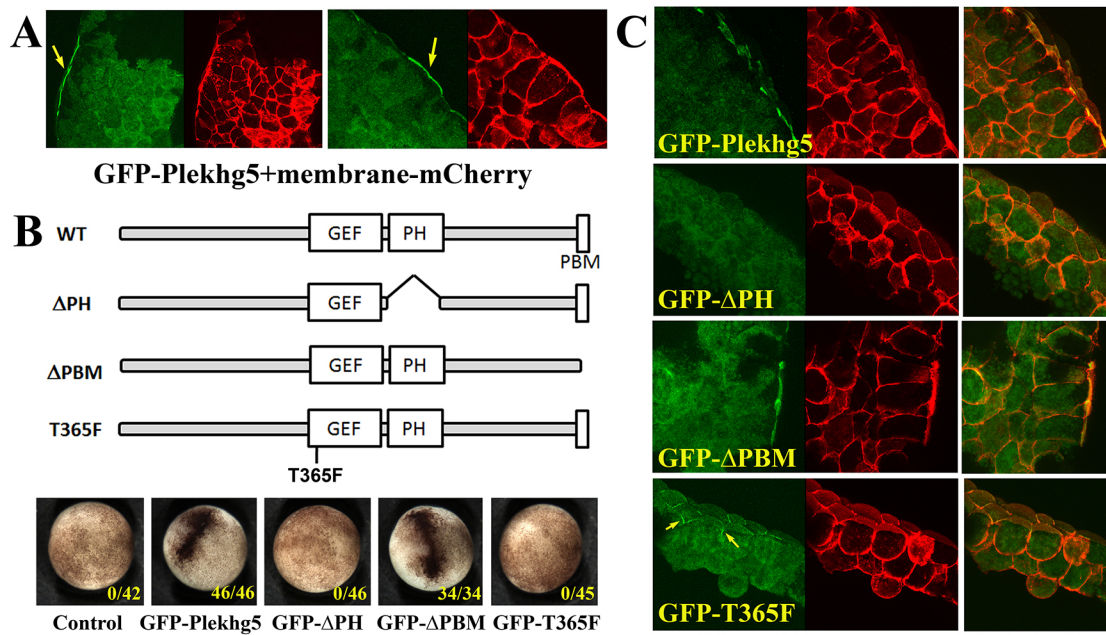 A
GFP-Plekhg5+membrane-mCherry
B
WT
GEF
PH
PBM
ΔPH
GEF
ΔPBM
GEF
PH
T365F
GEF
PH
T365F
0/42
46/46
0/46
34/34
0/45
Control
GFP-Plekhg5
GFP-ΔPH
GFP-ΔPBM
GFP-T365F
C
GFP-Plekhg5
GFP-ΔPH
GFP-ΔPBM
GFP-T365F